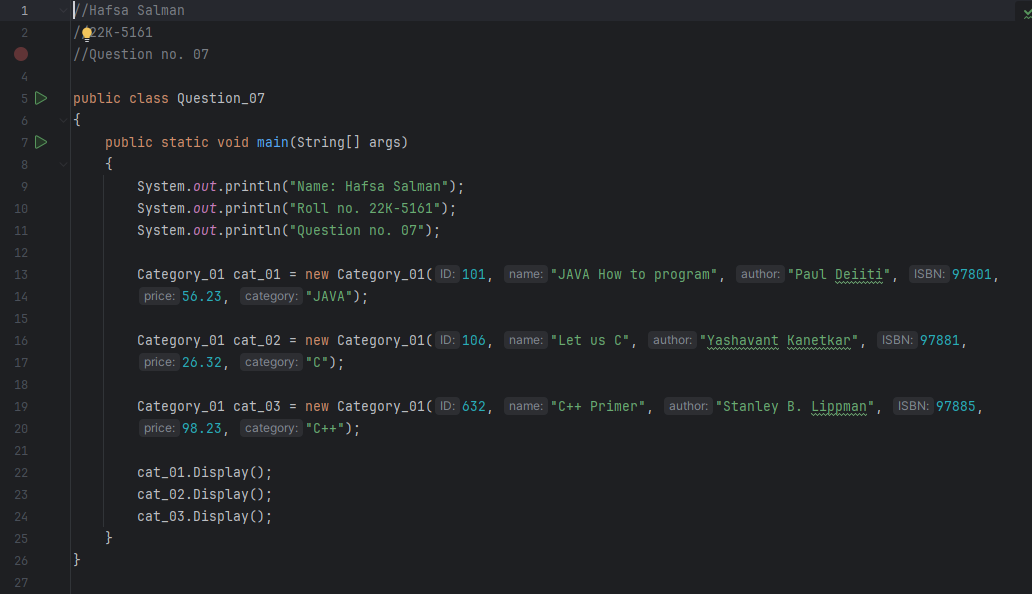 1 //Hafsa Salman
2 //22K-5161
//Question no. 07
4
5 public class Question_07
6 {
7 public static void main(String[] args)
8 {
9 System.out.println("Name: Hafsa Salman");
10 System.out.println("Roll no. 22K-5161");
11 System.out.println("Question no. 07");
12
13 Category_01 cat_01 = new Category_01( ID: 101, name: "JAVA How to program", author: "Paul Deiiti", ISBN: 97801,
14 price: 56.23, category: "JAVA");
15
16 Category_01 cat_02 = new Category_01( ID: 106, name: "Let us C", author: "Yashavant Kanetkar", ISBN: 97881,
17 price: 26.32, category: "C");
18
19 Category_01 cat_03 = new Category_01( ID: 632, name: "C++ Primer", author: "Stanley B. Lippman", ISBN: 97885,
20 price: 98.23, category: "C++");
21
22 cat_01.Display();
23 cat_02.Display();
24 cat_03.Display();
25 }
26 }
27